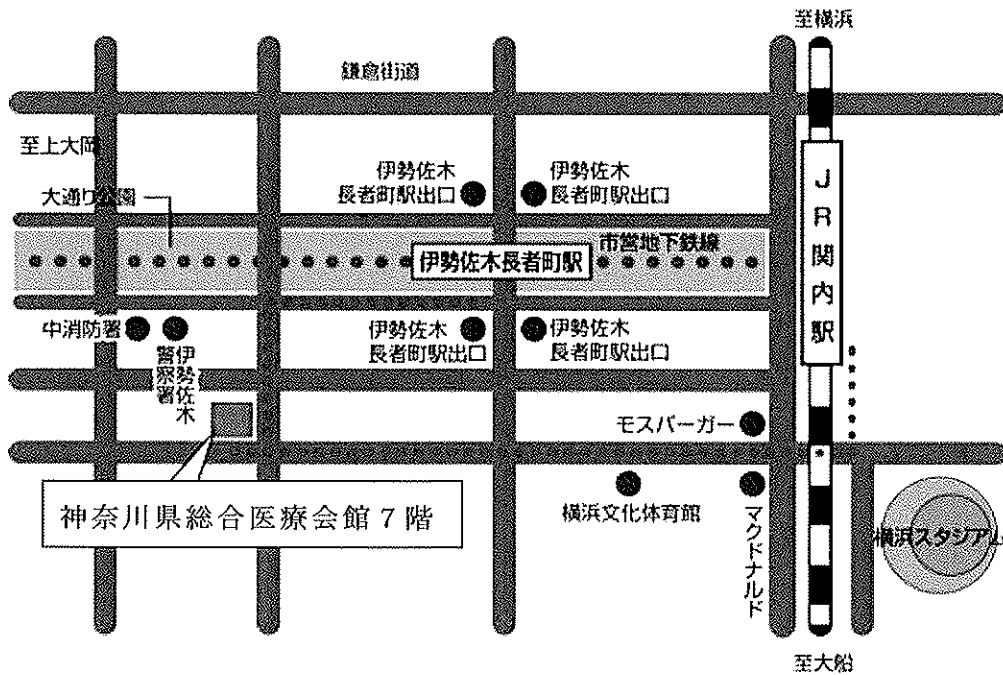 至横浜
鎌倉街道
至上大岡
大通り公園
伊勢佐木
長者町駅出口
伊勢佐木
長者町駅出口
JR関内駅
市営地下鉄線
伊勢佐木長者町駅
中消防署
伊勢佐木
警察署
伊勢佐木
長者町駅出口
伊勢佐木
長者町駅出口
モスバーガー
神奈川県総合医療会館7階
横浜文化体育館
マクドナルド
横浜スタジアム
至大船